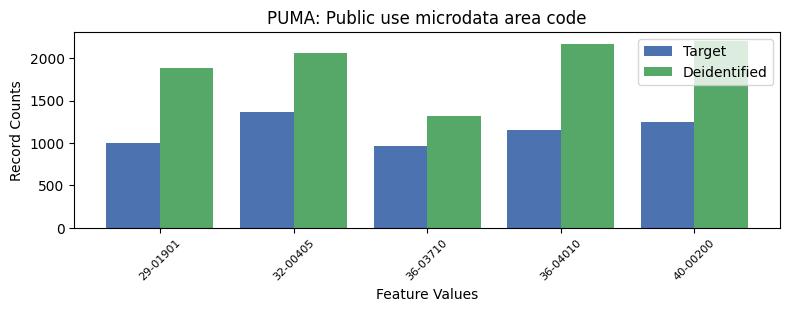 PUMA: Public use microdata area code
Target
Deidentified
Record Counts
2000
1500
1000
500
0
29-01901
32-00405
36-03710
36-04010
40-00200
Feature Values